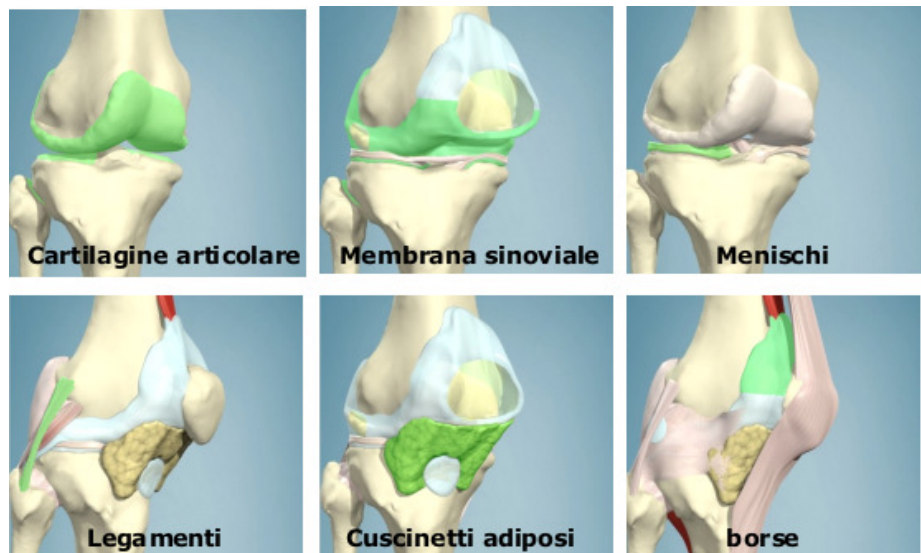 Cartilagine articolare
Membrana sinoviale
Menischi
Legamenti
Cuscinetti adiposi
borse